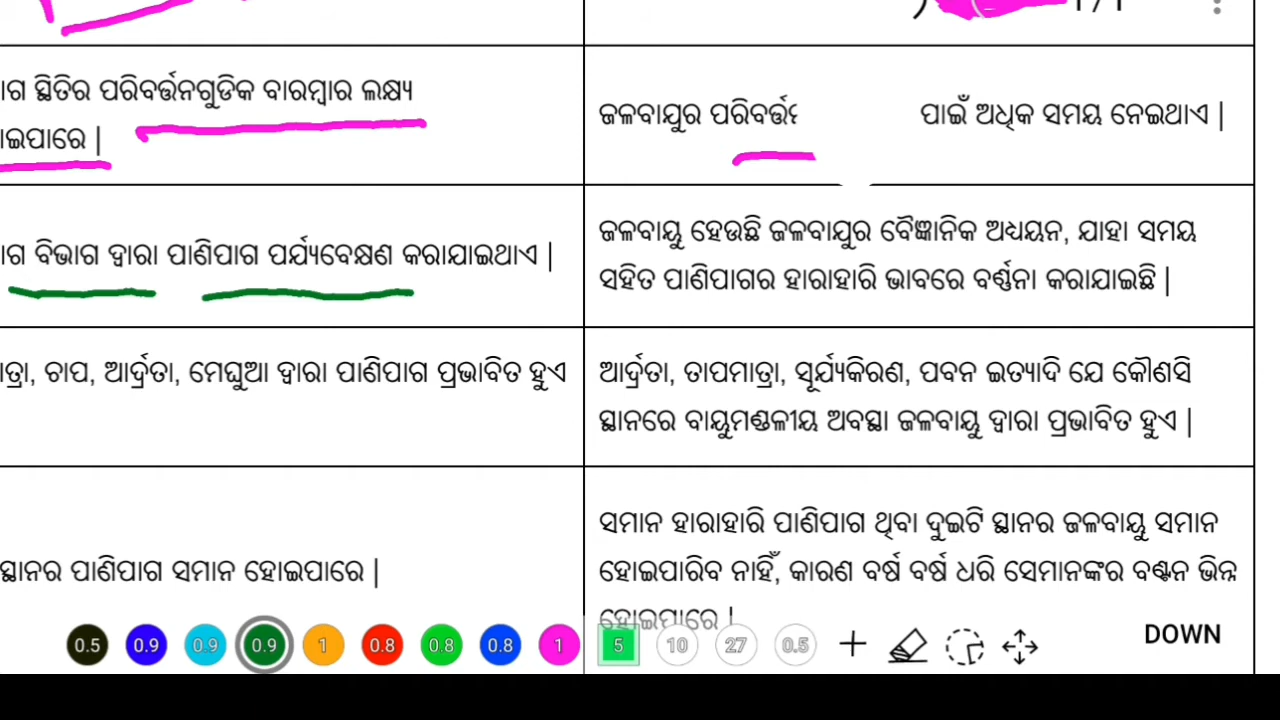 ସ୍ଥିତିର ପରିବର୍ତ୍ତନଗୁଡିକ ବାରମ୍ବାର ଲକ୍ଷ୍ୟ
ଜଳବାଯୁର ପାଇଁ ଅଧିକ ସମୟ ନେଇଥାଏ |
ବିଭାଗ ଦ୍ୱାରା ପାଣିପାଗ ପର୍ଯ୍ୟବେକ୍ଷଣ କରାଯାଇଥାଏ |
ଜଳବାୟୁ ହେଉଛି ଜଳବାଯୁର ବୈଜ୍ଞାନିକ ଅଧ୍ୟୟନ, ଯାହା ସମୟ
ସହିତ ପାଣିପାଗର ହାରାହାରି ଭାବରେ ବର୍ଣ୍ଣନା କରାଯାଇଛି |
ଚାପ, ଆର୍ଦ୍ରତା, ମେଘୁଆ ଦ୍ୱାରା ପାଣିପାଗ ପ୍ରଭାବିତ ହୁଏ
ଆର୍ଦ୍ରତା, ତାପମାତ୍ରା, ସୂର୍ଯ୍ୟକିରଣ, ପବନ ଇତ୍ୟାଦି ଯେ କୌଣସି
ସ୍ଥାନରେ ବାୟୁମଣ୍ଡଳୀୟ ଅବସ୍ଥା ଜଳବାୟୁ ଦ୍ୱାରା ପ୍ରଭାବିତ ହୁଏ |
ସ୍ଥାନର ପାଣିପାଗ ସମାନ ହୋଇପାରେ |
ସମାନ ହାରାହାରି ପାଣିପାଗ ଥିବା ଦୁଇଟି ସ୍ଥାନର ଜଳବାୟୁ ସମାନ
ହୋଇପାରିବ ନାହିଁ, କାରଣ ବର୍ଷ ବର୍ଷ ଧରି ସେମାନଙ୍କର ବଣ୍ଟନ ଭିନ୍ନ
ହୋଇପାରେ |
0.5 0.9 0.9 0.9 1 0.8 0.8 0.8 1 5 10 27 0.5 DOWN